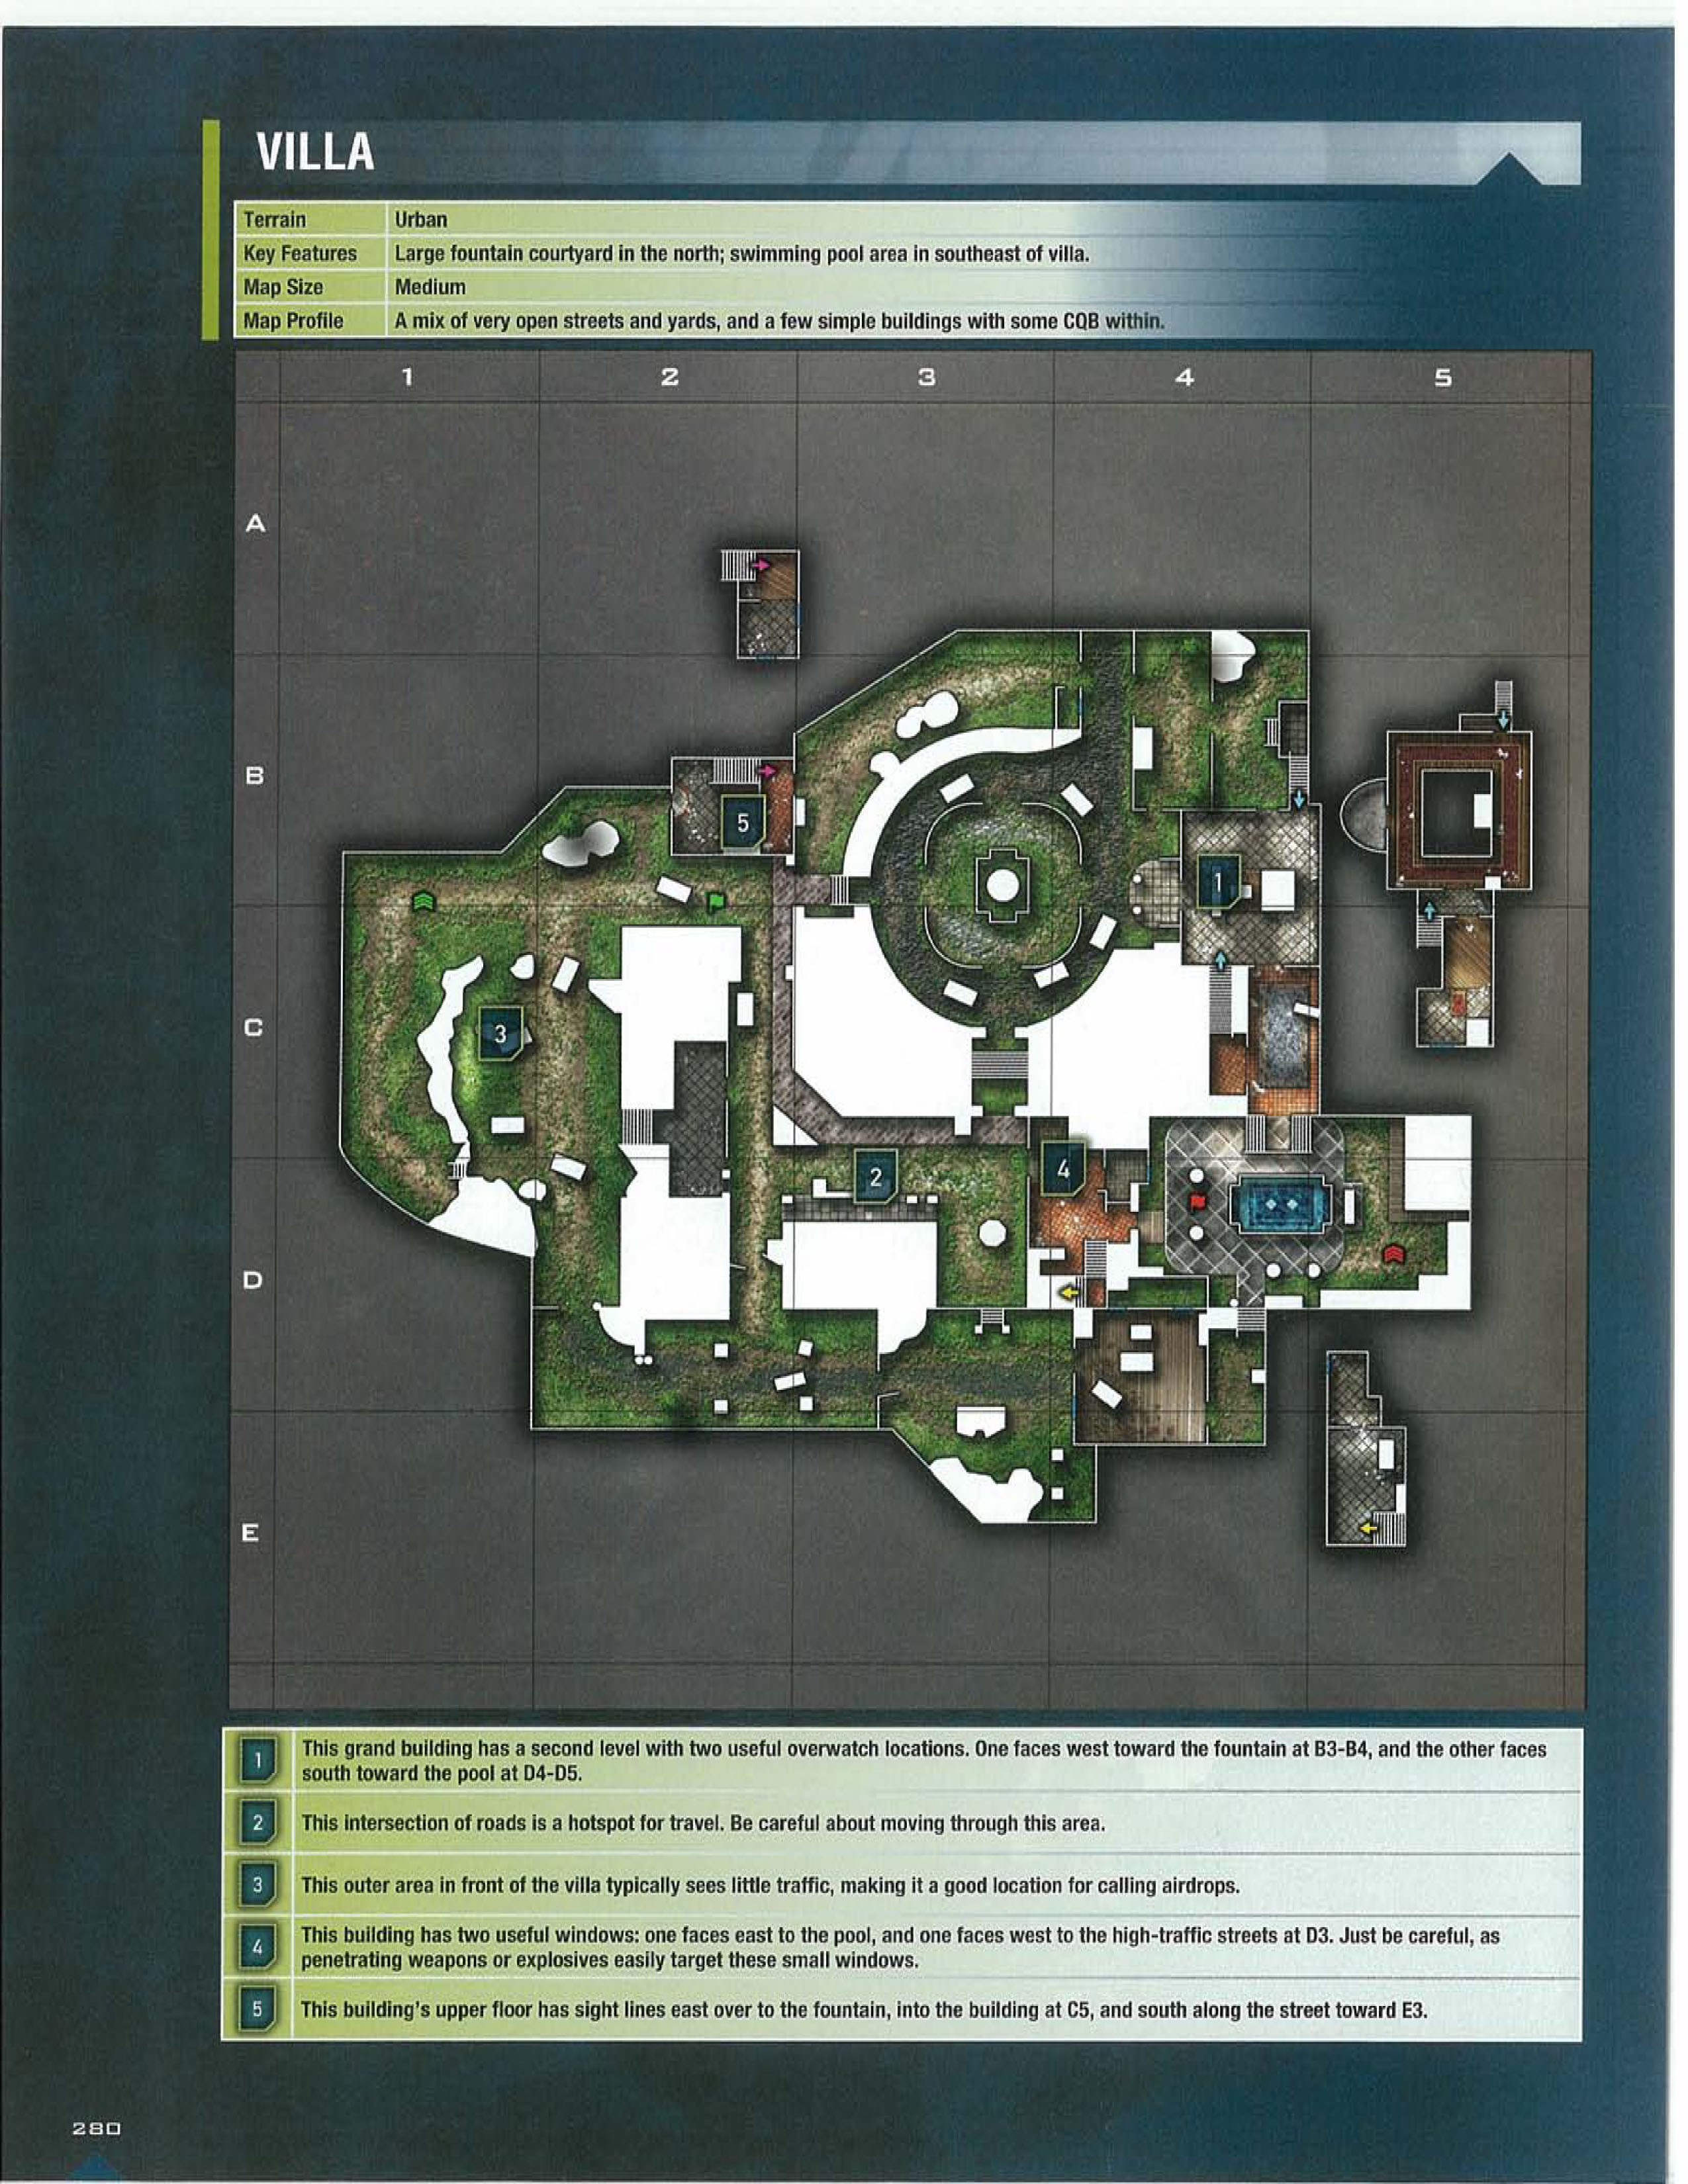 VILLA
Terrain Urban
Key Features Large fountain courtyard in the north; swimming pool area in southeast of villa.
Map Size Medium
Map Profile A mix of very open streets and yards, and a few simple buildings with some CQB within.
1 2 3 4 5
A
B
5
1
C
3
2
4
D
E
1 This grand building has a second level with two useful overwatch locations. One faces west toward the fountain at B3-B4, and the other faces
south toward the pool at D4-D5.
2 This intersection of roads is a hotspot for travel. Be careful about moving through this area.
3 This outer area in front of the villa typically sees little traffic, making it a good location for calling airdrops.
4 This building has two useful windows: one faces east to the pool, and one faces west to the high-traffic streets at D3. Just be careful, as
penetrating weapons or explosives easily target these small windows.
5 This building's upper floor has sight lines east over to the fountain, into the building at C5, and south along the street toward E3.
280